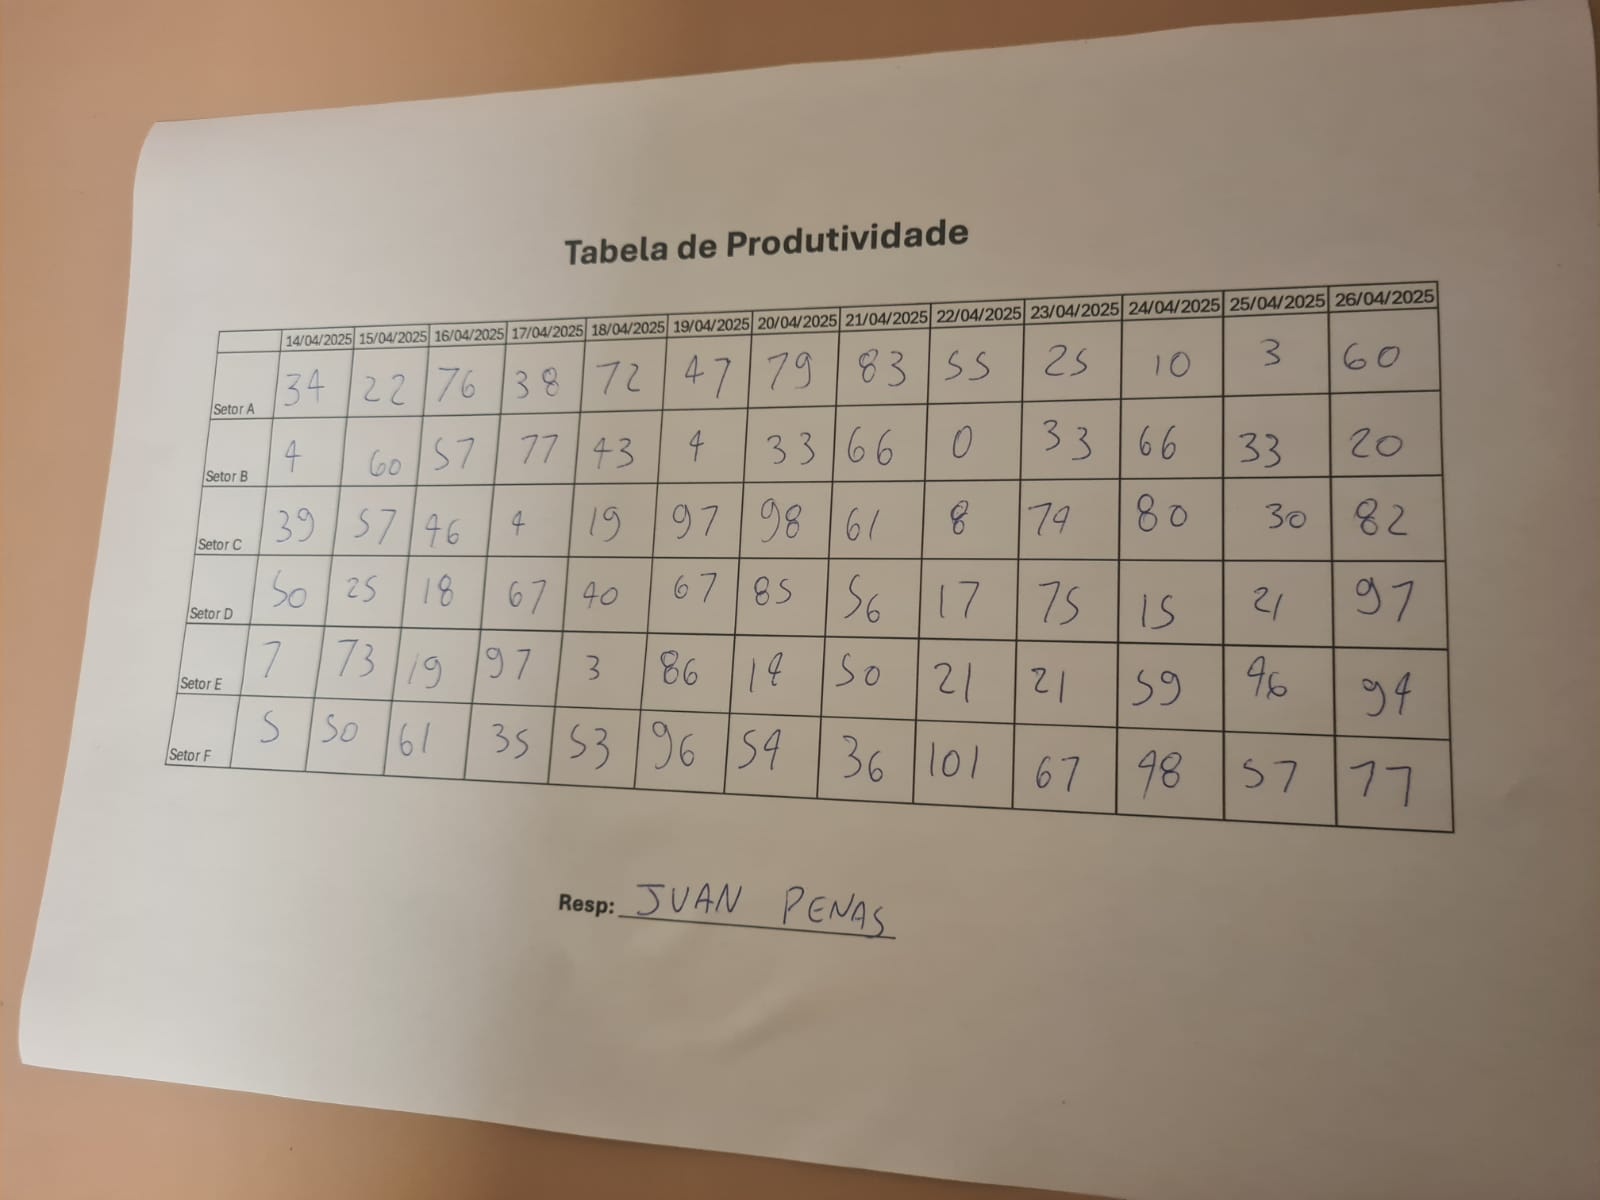 Tabela de Produtividade
14/04/2025 15/04/2025 16/04/2025 17/04/2025 18/04/2025 19/04/2025 20/04/2025 21/04/2025 22/04/2025 23/04/2025 24/04/2025 25/04/2025 26/04/2025
Setor A 34 22 76 38 72 47 79 83 55 25 10 3 60
Setor B 4 60 57 77 43 4 33 66 0 33 66 33 20
Setor C 39 57 46 4 19 97 98 61 8 74 80 30 82
Setor D 50 25 18 67 40 67 85 56 17 75 15 21 97
Setor E 7 73 19 97 3 86 14 50 21 21 59 46 94
Setor F 5 50 61 35 53 96 54 36 101 67 98 57 77
Resp: JUAN PENAS